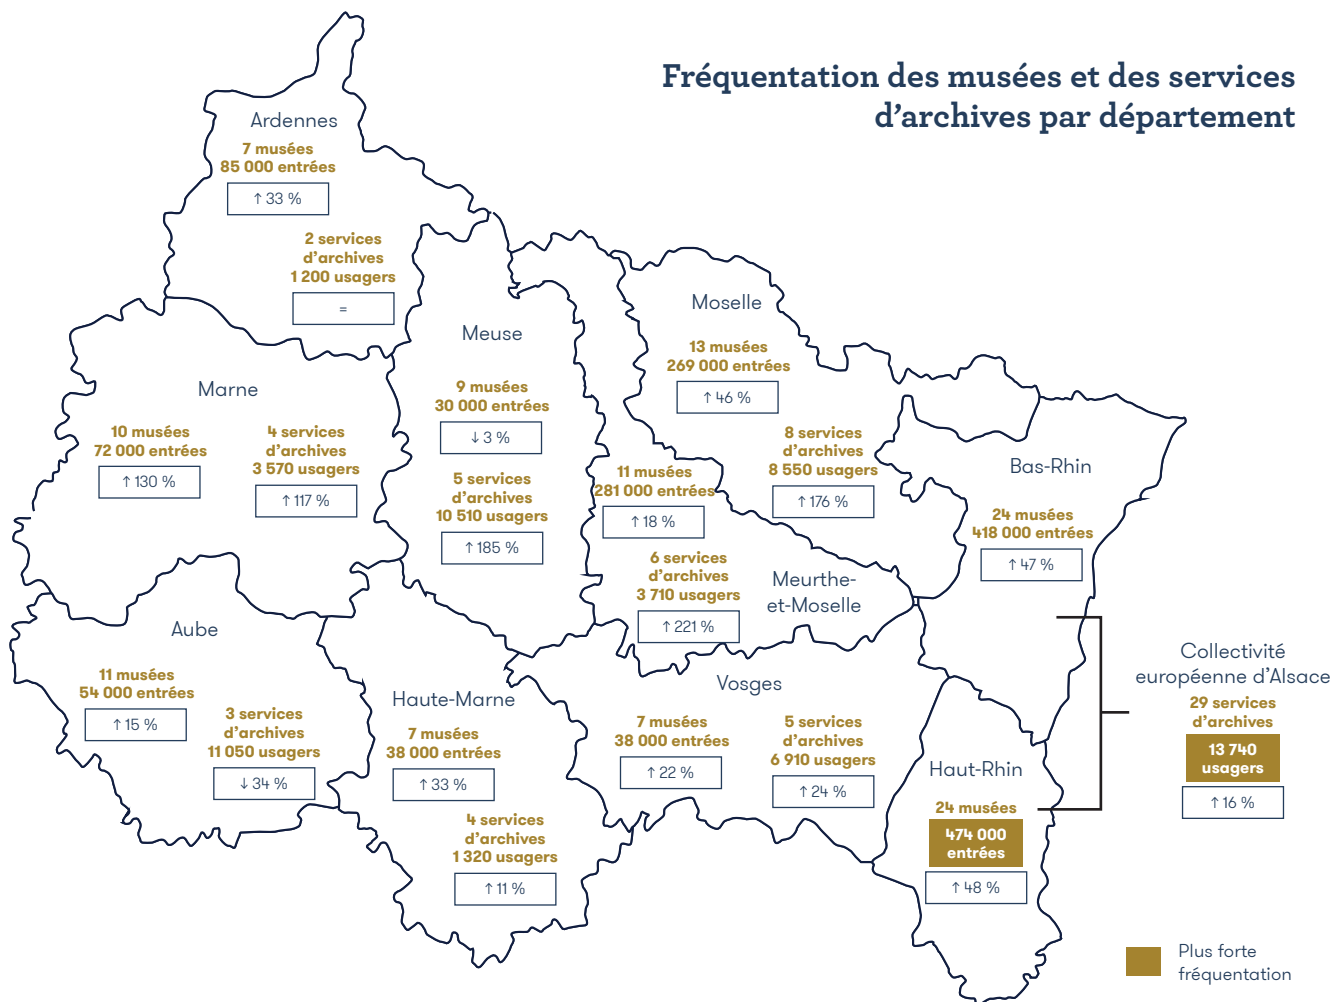 Fréquentation des musées et des services
d'archives par département
Ardennes
7 musées
85 000 entrées
↑ 33 %
2 services
d'archives
1 200 usagers
=
Marne
10 musées
72 000 entrées
↑ 130 %
4 services
d'archives
3 570 usagers
↑ 117 %
Meuse
9 musées
30 000 entrées
↓ 3 %
5 services
d'archives
10 510 usagers
↑ 185 %
Moselle
13 musées
269 000 entrées
↑ 46 %
8 services
d'archives
8 550 usagers
↑ 176 %
11 musées
281 000 entrées
↑ 18 %
6 services
d'archives
3 710 usagers
↑ 221 %
Meurthe-
et-Moselle
Bas-Rhin
24 musées
418 000 entrées
↑ 47 %
Aube
11 musées
54 000 entrées
↑ 15 %
3 services
d'archives
11 050 usagers
↓ 34 %
Haute-Marne
7 musées
38 000 entrées
↑ 33 %
4 services
d'archives
1 320 usagers
↑ 11 %
Vosges
7 musées
38 000 entrées
↑ 22 %
5 services
d'archives
6 910 usagers
↑ 24 %
Haut-Rhin
24 musées
474 000
entrées
↑ 48 %
Collectivité
européenne d'Alsace
29 services
d'archives
13 740
usagers
↑ 16 %
Plus forte
fréquentation